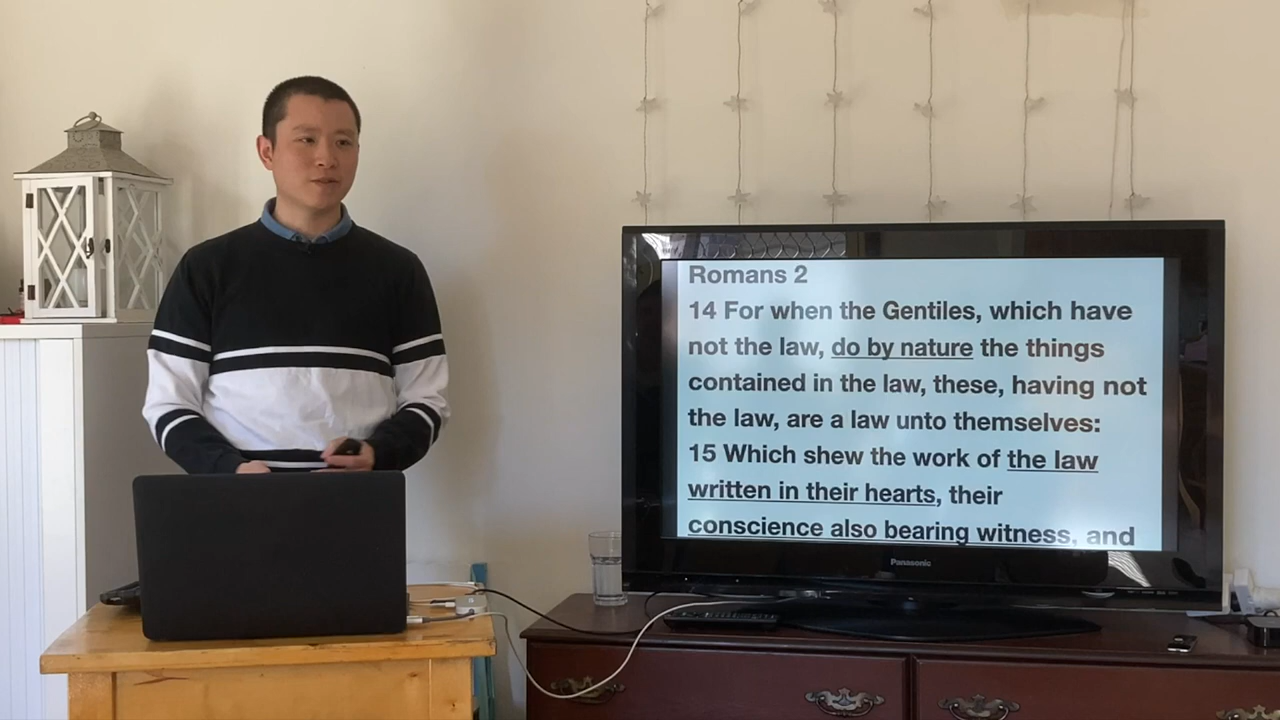 Romans 2
14 For when the Gentiles, which have
not the law, do by nature the things
contained in the law, these, having not
the law, are a law unto themselves:
15 Which shew the work of the law
written in their hearts, their
conscience also bearing witness, and
Panasonic